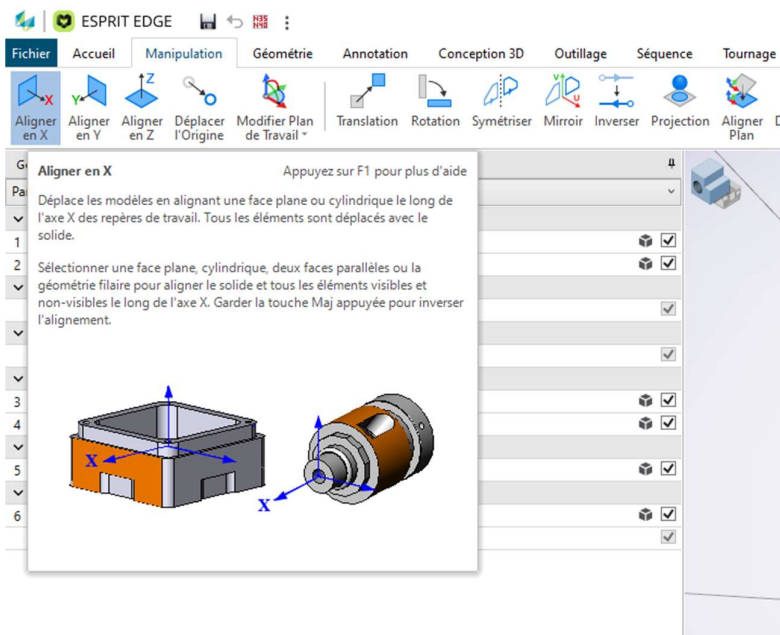 ESPRIT EDGE
N35
N40
Fichier Accueil Manipulation Géométrie Annotation Conception 3D Outillage Séquence Tournage
Z
X Y V U
Aligner Aligner Aligner Déplacer Modifier Plan Translation Rotation Symétriser Mirroir Inverser Projection Aligner
en X en Y en Z l'Origine de Travail Plan
Aligner en X Appuyez sur F1 pour plus d'aide
Déplace les modèles en alignant une face plane ou cylindrique le long de
l'axe X des repères de travail. Tous les éléments sont déplacés avec le
solide.
Sélectionner une face plane, cylindrique, deux faces parallèles ou la
géométrie filaire pour aligner le solide et tous les éléments visibles et
non-visibles le long de l'axe X. Garder la touche Maj appuyée pour inverser
l'alignement.
1
2
3
4
5
6
X
X